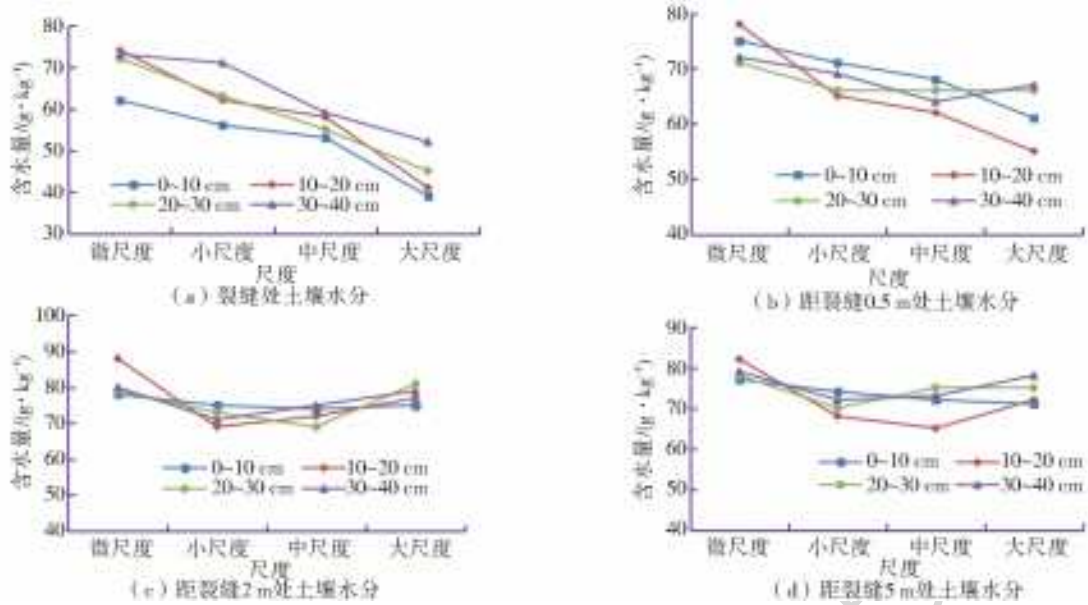 80
70
60
50
40
30
含水量/(g·kg⁻¹)
0~10 cm 10~20 cm
20~30 cm 30~40 cm
微尺度 小尺度 中尺度 大尺度
尺度
(a)裂缝处土壤水分
80
70
60
50
40
含水量/(g·kg⁻¹)
0~10 cm 10~20 cm
20~30 cm 30~40 cm
微尺度 小尺度 中尺度 大尺度
尺度
(b)距裂缝0.5 m处土壤水分
100
90
80
70
60
50
40
含水量/(g·kg⁻¹)
0~10 cm 10~20 cm
20~30 cm 30~40 cm
微尺度 小尺度 中尺度 大尺度
尺度
(c)距裂缝2 m处土壤水分
90
80
70
60
50
40
含水量/(g·kg⁻¹)
0~10 cm 10~20 cm
20~30 cm 30~40 cm
微尺度 小尺度 中尺度 大尺度
尺度
(d)距裂缝5 m处土壤水分